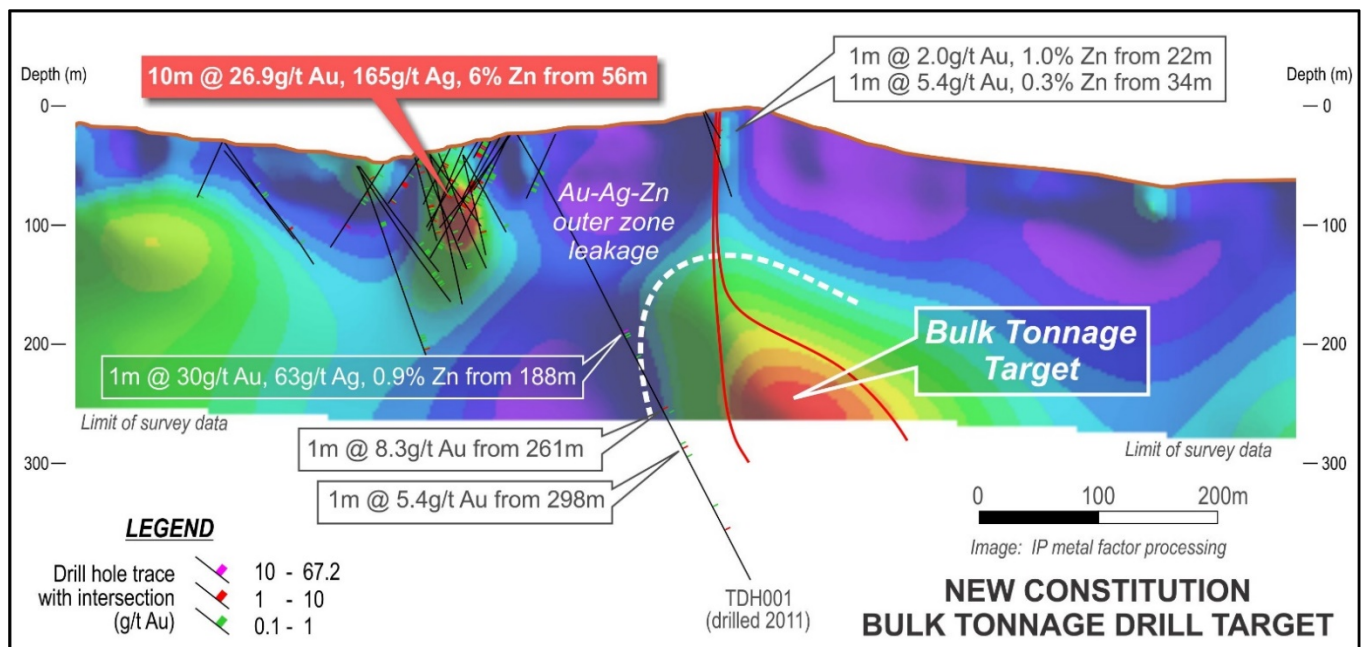 Depth (m)
0
100
200
300
10m @ 26.9g/t Au, 165g/t Ag, 6% Zn from 56m
1m @ 2.0g/t Au, 1.0% Zn from 22m
1m @ 5.4g/t Au, 0.3% Zn from 34m
Depth (m)
0
100
200
300
Au-Ag-Zn
outer zone
leakage
Bulk Tonnage
Target
1m @ 30g/t Au, 63g/t Ag, 0.9% Zn from 188m
Limit of survey data
1m @ 8.3g/t Au from 261m
Limit of survey data
1m @ 5.4g/t Au from 298m
0 100 200m
Image: IP metal factor processing
LEGEND
Drill hole trace
with intersection
(g/t Au)
10 - 67.2
1 - 10
0.1 - 1
TDH001
(drilled 2011)
NEW CONSTITUTION
BULK TONNAGE DRILL TARGET